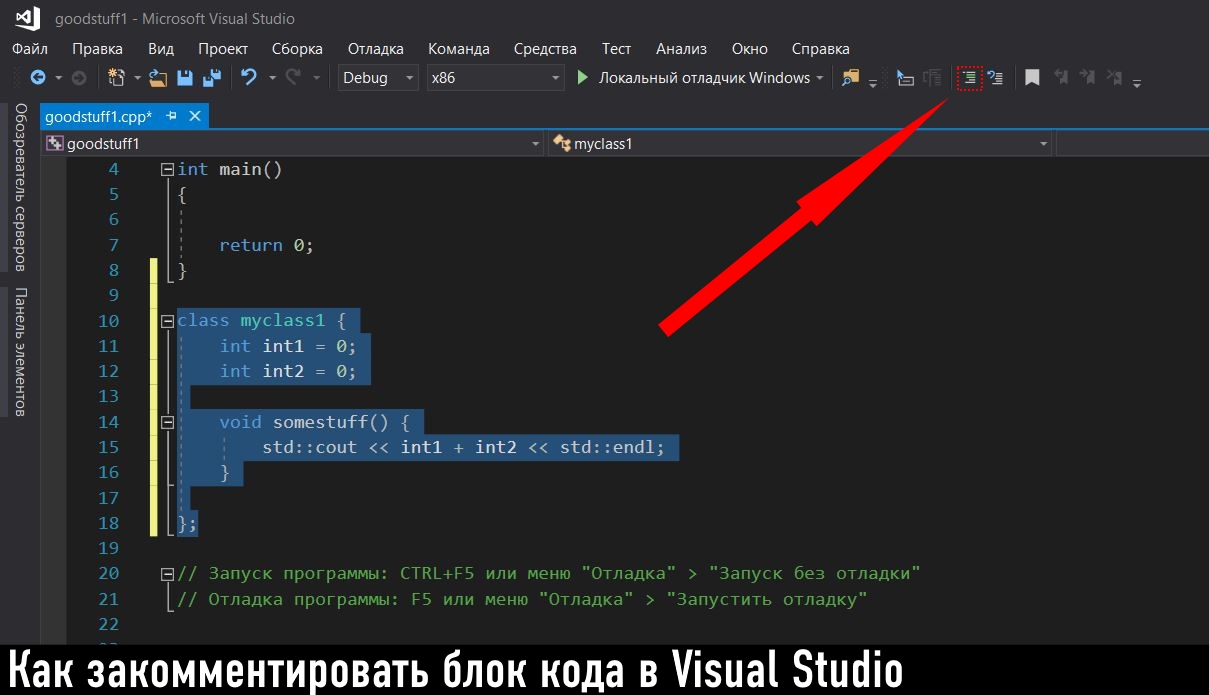 goodstuff1 - Microsoft Visual Studio
Файл Правка Вид Проект Сборка Отладка Команда Средства Тест Анализ Окно Справка
Debug x86 Локальный отладчик Windows
Обозреватель серверов
Панель элементов
goodstuff1.cpp*
goodstuff1 myclass1
4 int main()
5 {
6
7 return 0;
8 }
9
10 class myclass1 {
11 int int1 = 0;
12 int int2 = 0;
13
14 void somestuff() {
15 std::cout << int1 + int2 << std::endl;
16 }
17
18 };
19
20 // Запуск программы: CTRL+F5 или меню "Отладка" > "Запуск без отладки"
21 // Отладка программы: F5 или меню "Отладка" > "Запустить отладку"
22
Как закомментировать блок кода в Visual Studio